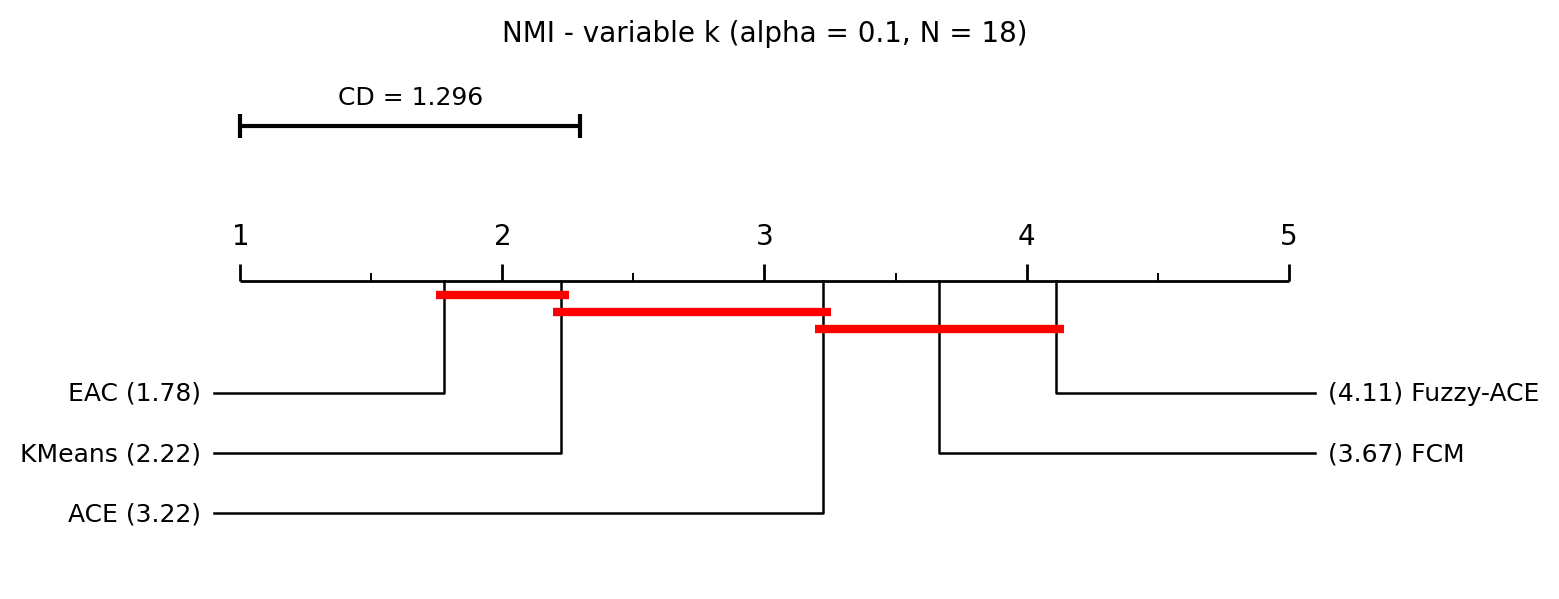 NMI - variable k (alpha = 0.1, N = 18)
CD = 1.296
1 2 3 4 5
EAC (1.78)
(4.11) Fuzzy-ACE
KMeans (2.22)
(3.67) FCM
ACE (3.22)